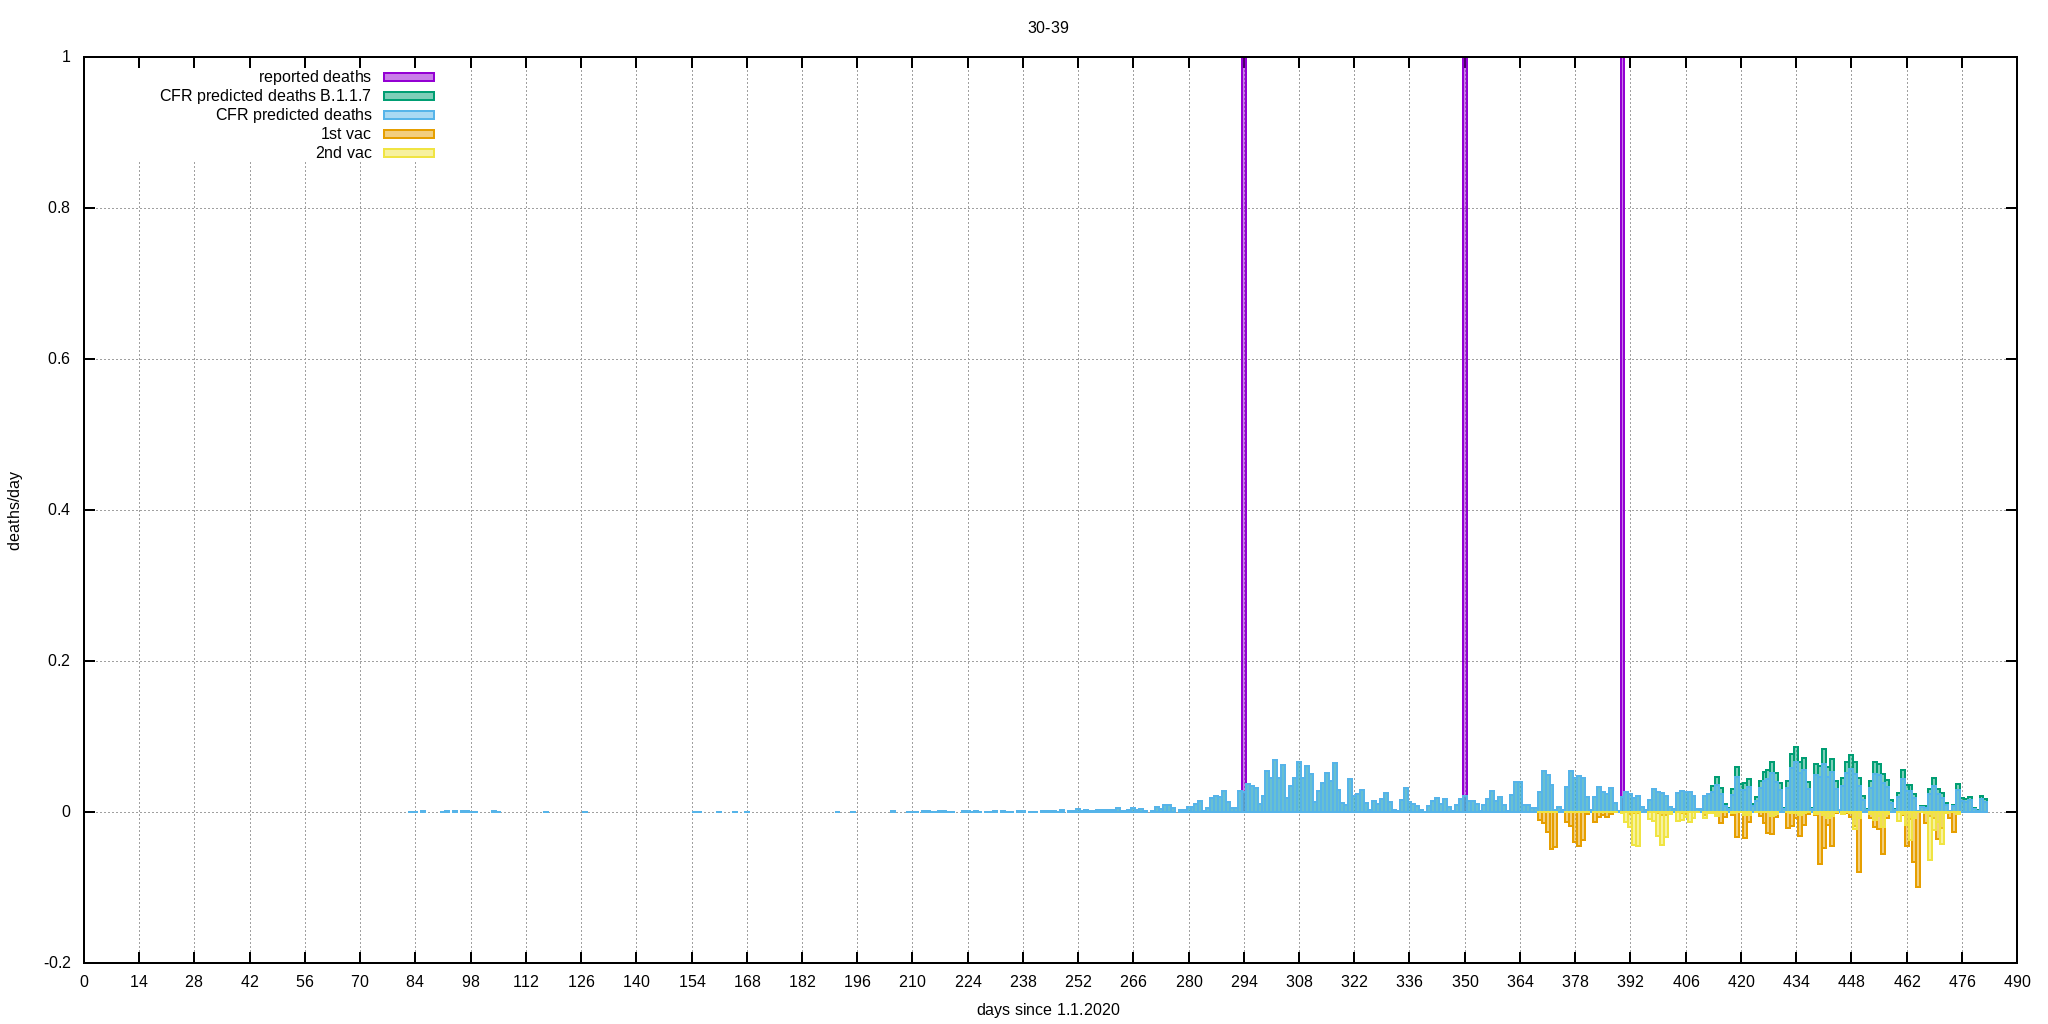 30-39
1
reported deaths
CFR predicted deaths B.1.1.7
CFR predicted deaths
1st vac
2nd vac
0.8
0.6
0.4
deaths/day
0.2
0
-0.2
0 14 28 42 56 70 84 98 112 126 140 154 168 182 196 210 224 238 252 266 280 294 308 322 336 350 364 378 392 406 420 434 448 462 476 490
days since 1.1.2020